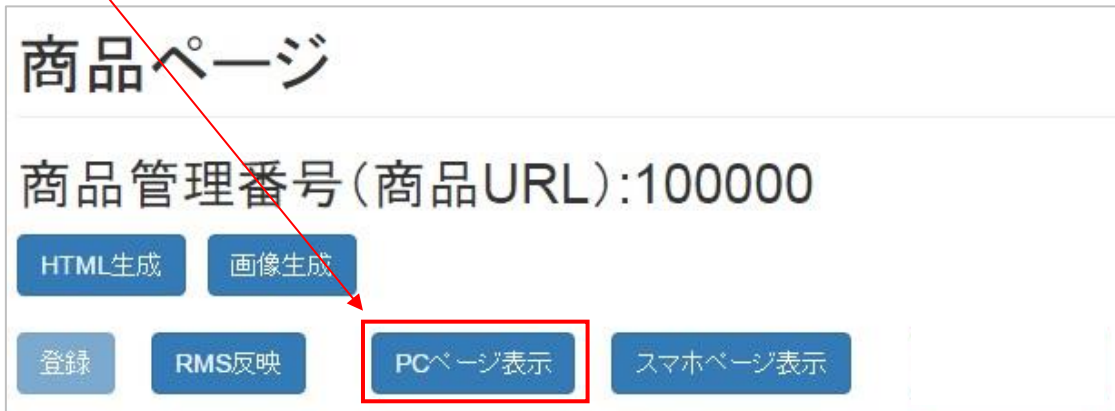 商品ページ
商品管理番号(商品URL):100000
HTML生成 画像生成
登録 RMS反映 PCページ表示 スマホページ表示